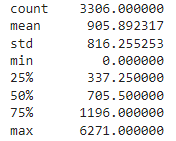 count 3306.000000
mean 905.892317
std 816.255253
min 0.000000
25% 337.250000
50% 705.500000
75% 1196.000000
max 6271.000000